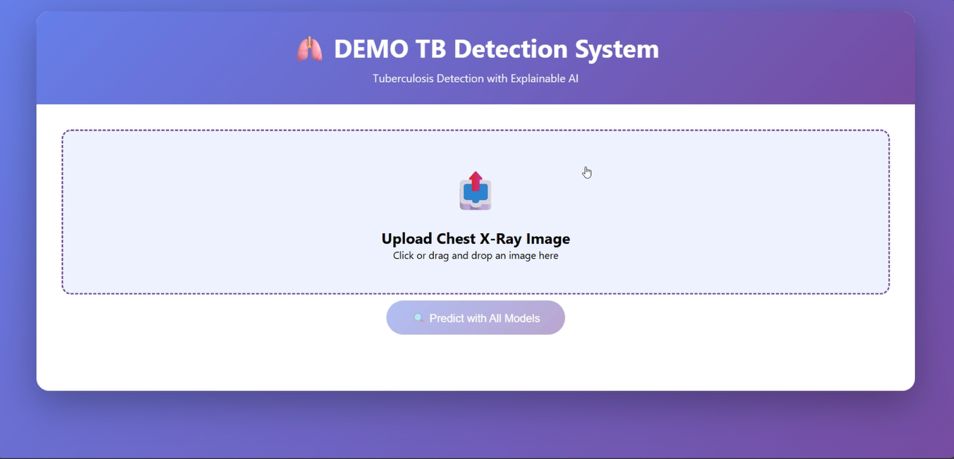 DEMO TB Detection System
Tuberculosis Detection with Explainable AI
Upload Chest X-Ray Image
Click or drag and drop an image here
Predict with All Models